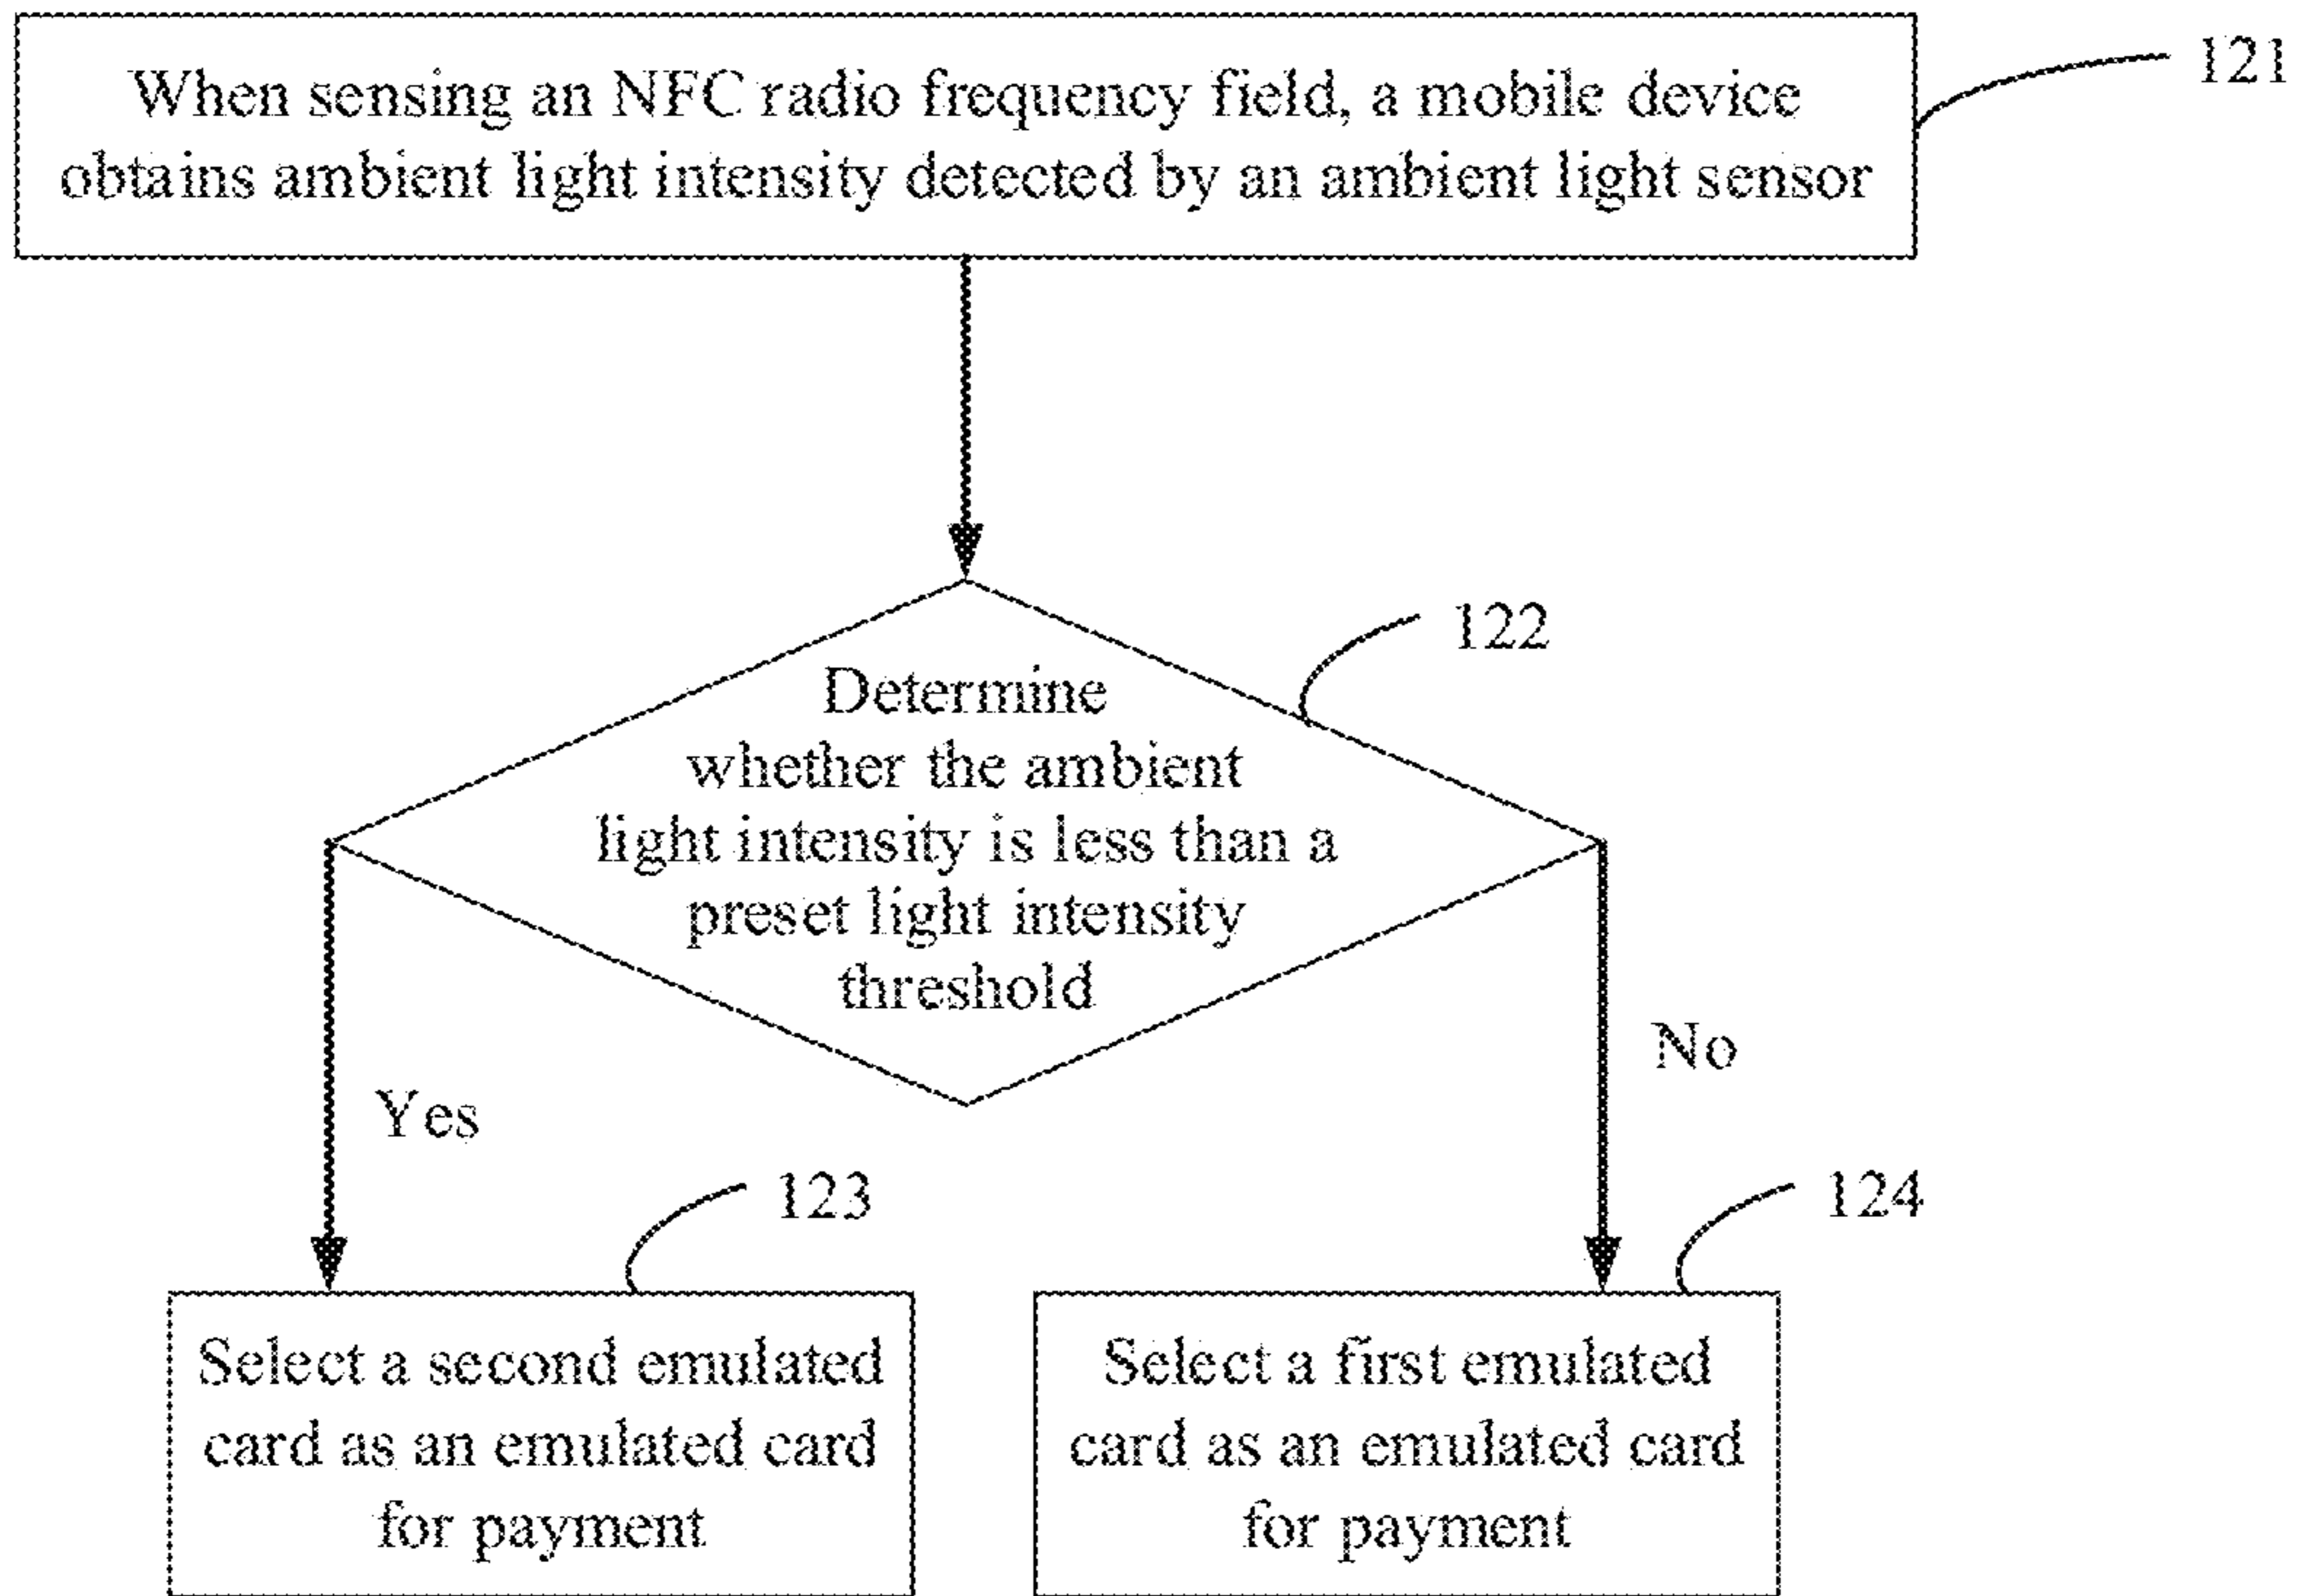 When sensing an NFC radio frequency field, a mobile device
obtains ambient light intensity detected by an ambient light sensor
121
122
Determine
whether the ambient
light intensity is less than a
preset light intensity
threshold
Yes
No
123
124
Select a second emulated
card as an emulated card
for payment
Select a first emulated
card as an emulated card
for payment